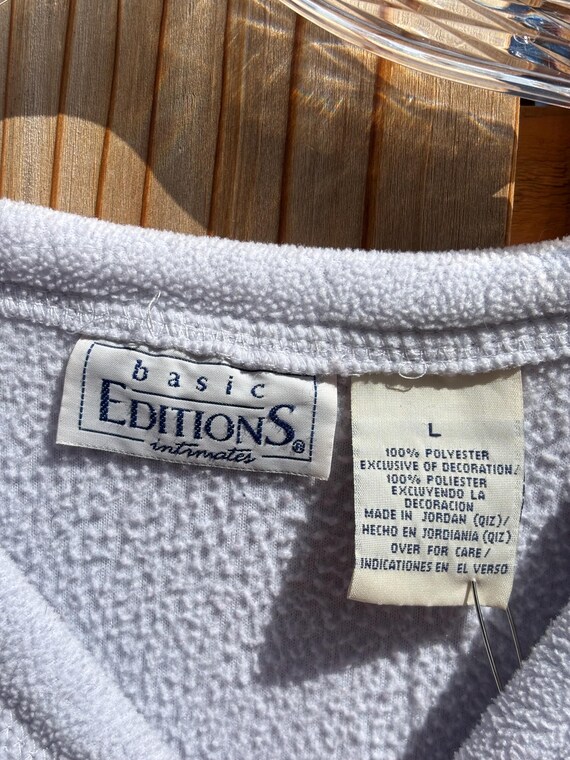 basic
EDITIONS®
intimates
L
100% POLYESTER
EXCLUSIVE OF DECORATION/
100% POLIESTER
EXCLUYENDO LA
DECORACION
MADE IN JORDAN (QIZ)/
HECHO EN JORDIANIA (QIZ)
OVER FOR CARE/
INDICATIONES EN EL VERSO